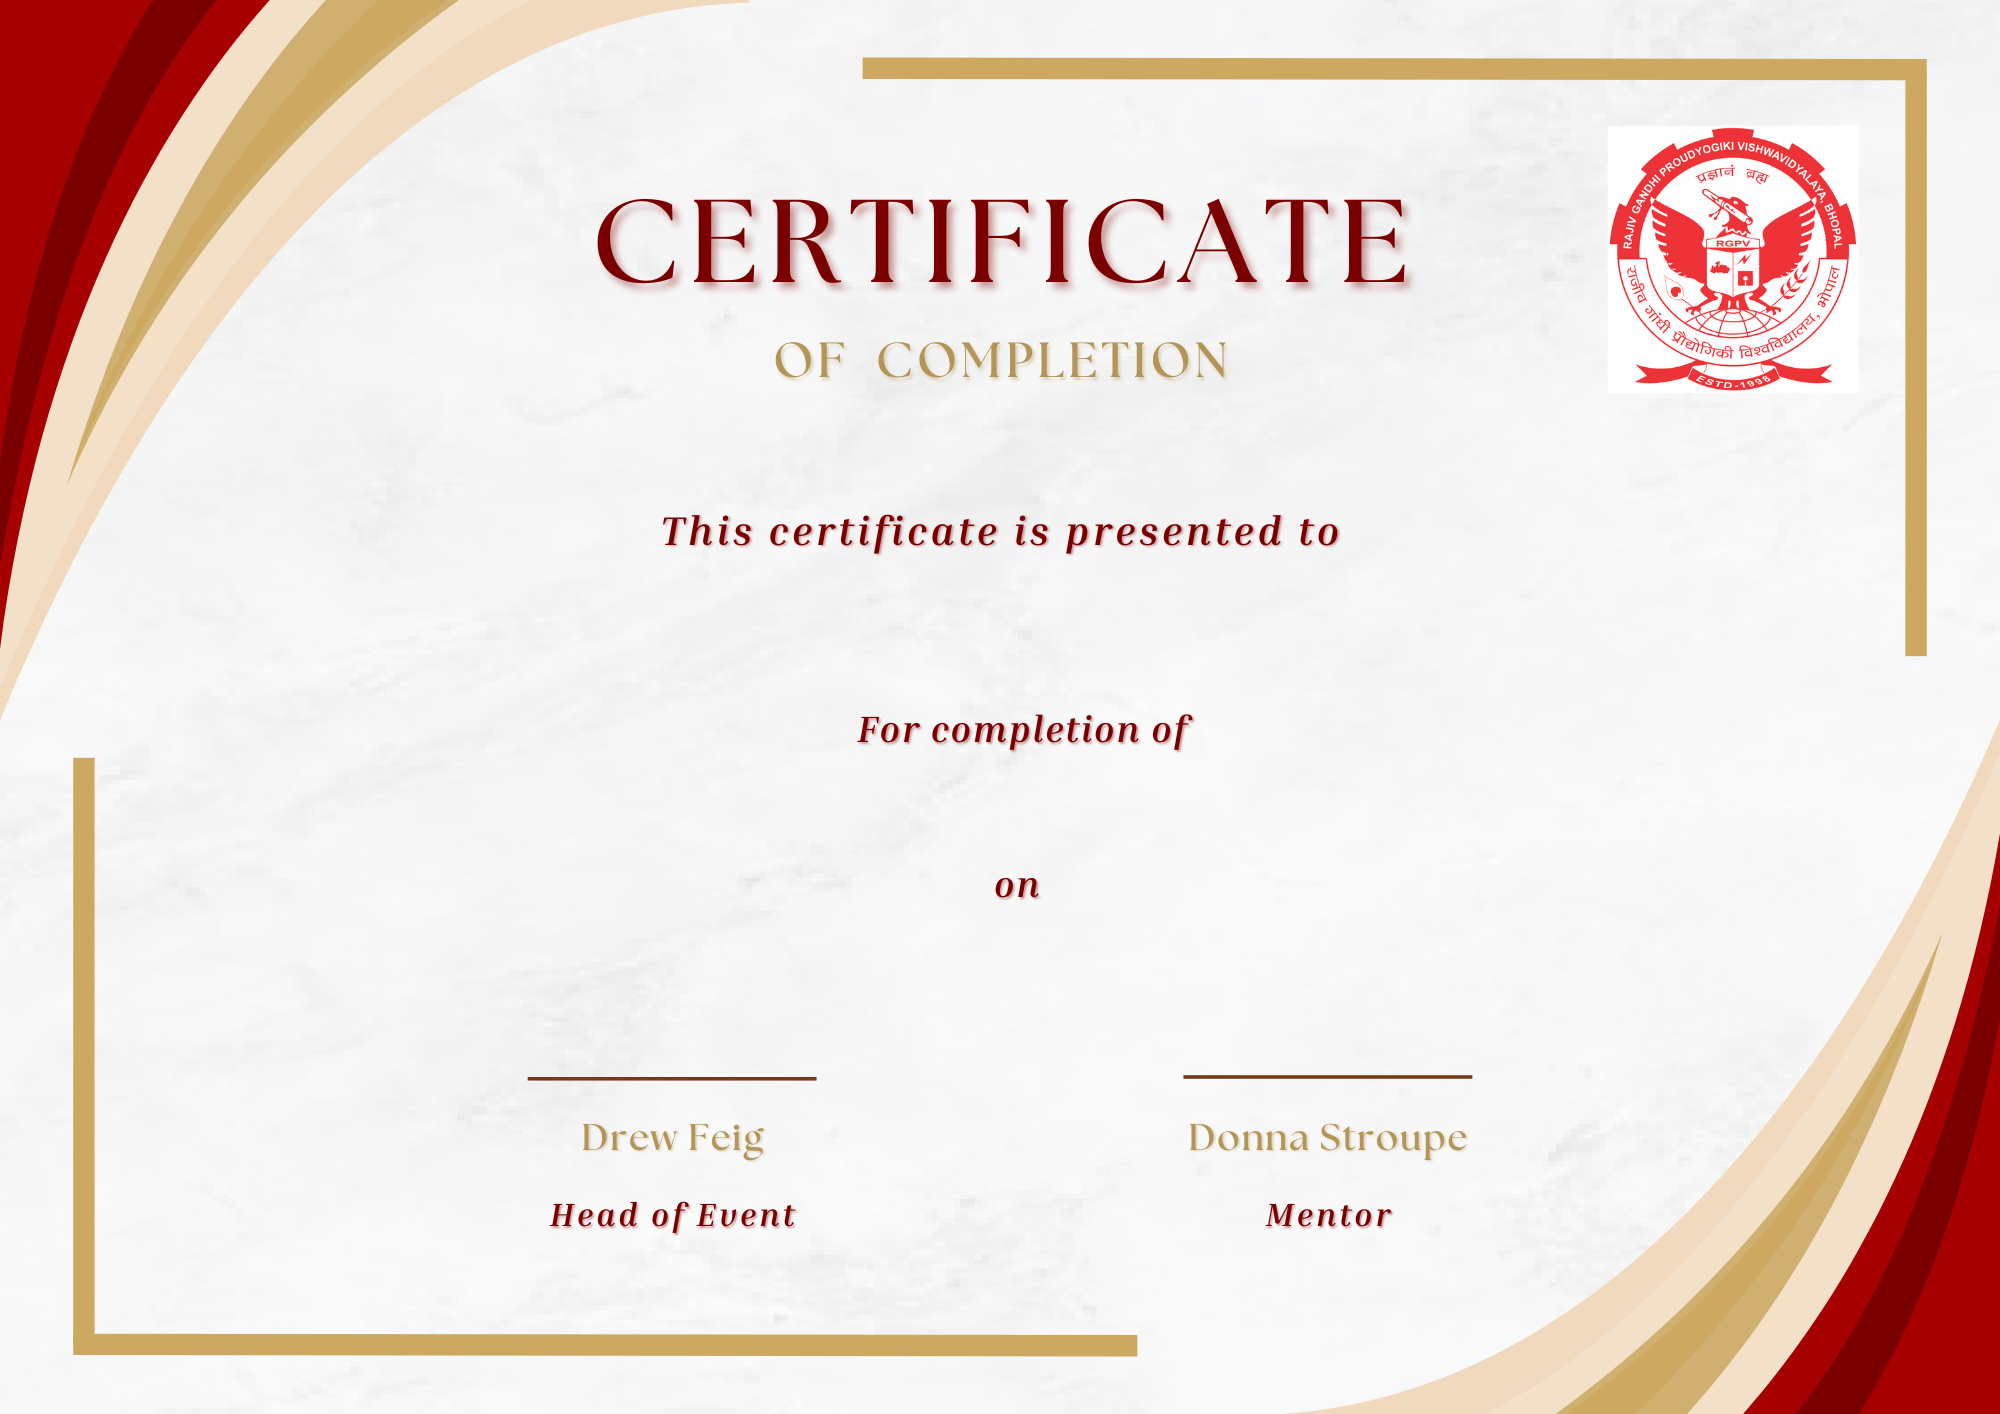 CERTIFICATE
OF COMPLETION
RAJIV GANDHI PROUDYOGIKI VISHWAVIDYALAYA, BHOPAL
प्रज्ञानं ब्रह्म
RGPV
राजीव गांधी प्रौद्योगिकी विश्वविद्यालय, भोपाल
ESTD-1998
This certificate is presented to
For completion of
on
Drew Feig
Donna Stroupe
Head of Event
Mentor